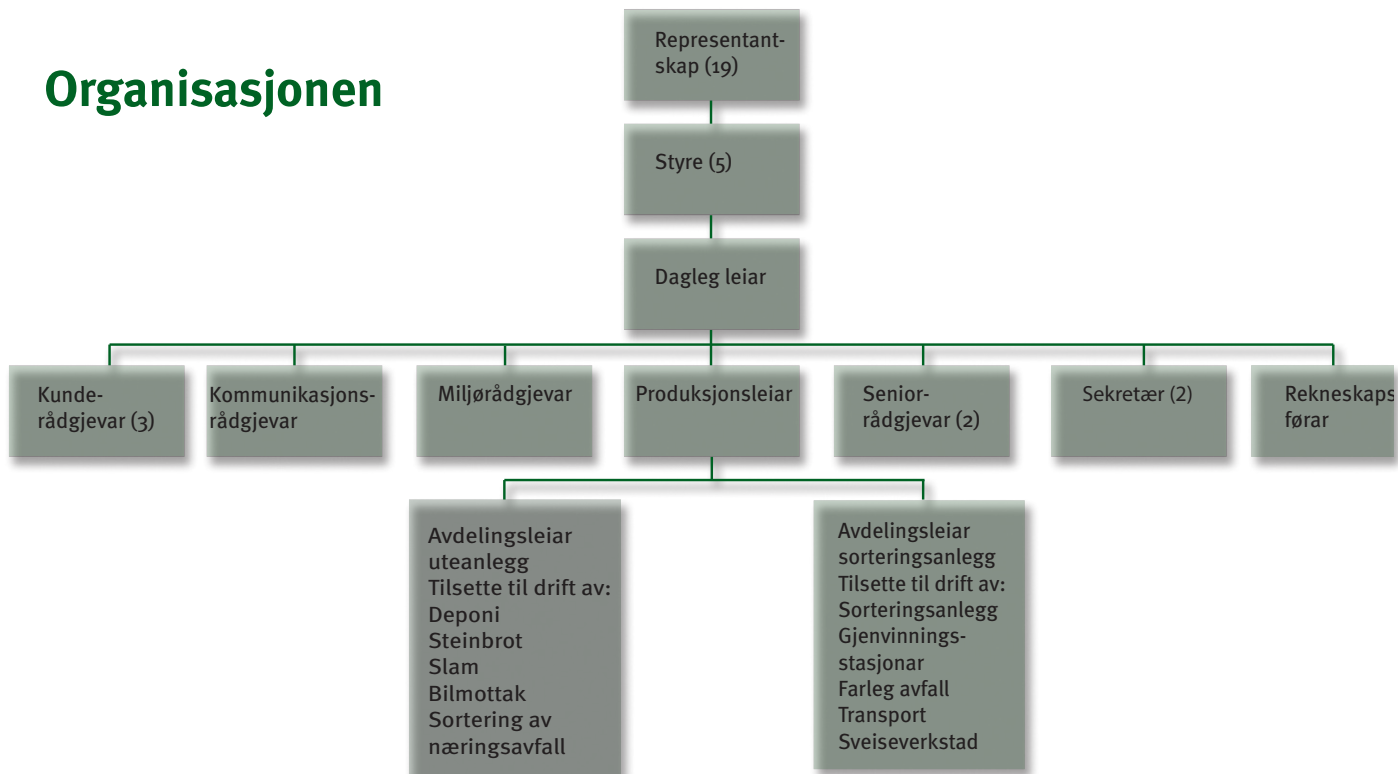 Organisasjonen
Representant-
skap (19)
Styre (5)
Dagleg leiar
Kunde-
rådgjevar (3)
Kommunikasjons-
rådgjevar
Miljørådgjevar
Produksjonsleiar
Senior-
rådgjevar (2)
Sekretær (2)
Rekneskaps
førar
Avdelingsleiar
uteanlegg
Tilsette til drift av:
Deponi
Steinbrot
Slam
Bilmottak
Sortering av
næringsavfall
Avdelingsleiar
sorteringsanlegg
Tilsette til drift av:
Sorteringsanlegg
Gjenvinnings-
stasjonar
Farleg avfall
Transport
Sveiseverkstad